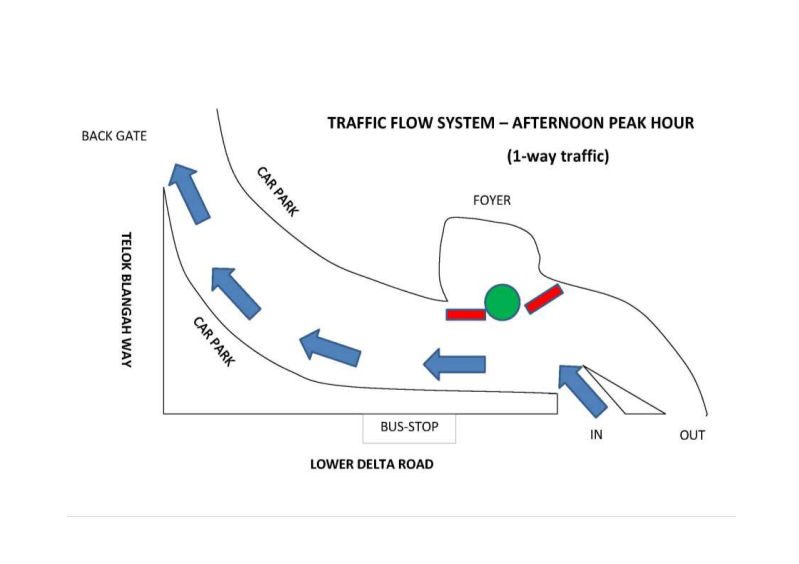 TRAFFIC FLOW SYSTEM – AFTERNOON PEAK HOUR
(1-way traffic)
BACK GATE
CAR PARK
FOYER
TELOK BLANGAH WAY
CAR PARK
BUS-STOP
IN
OUT
LOWER DELTA ROAD